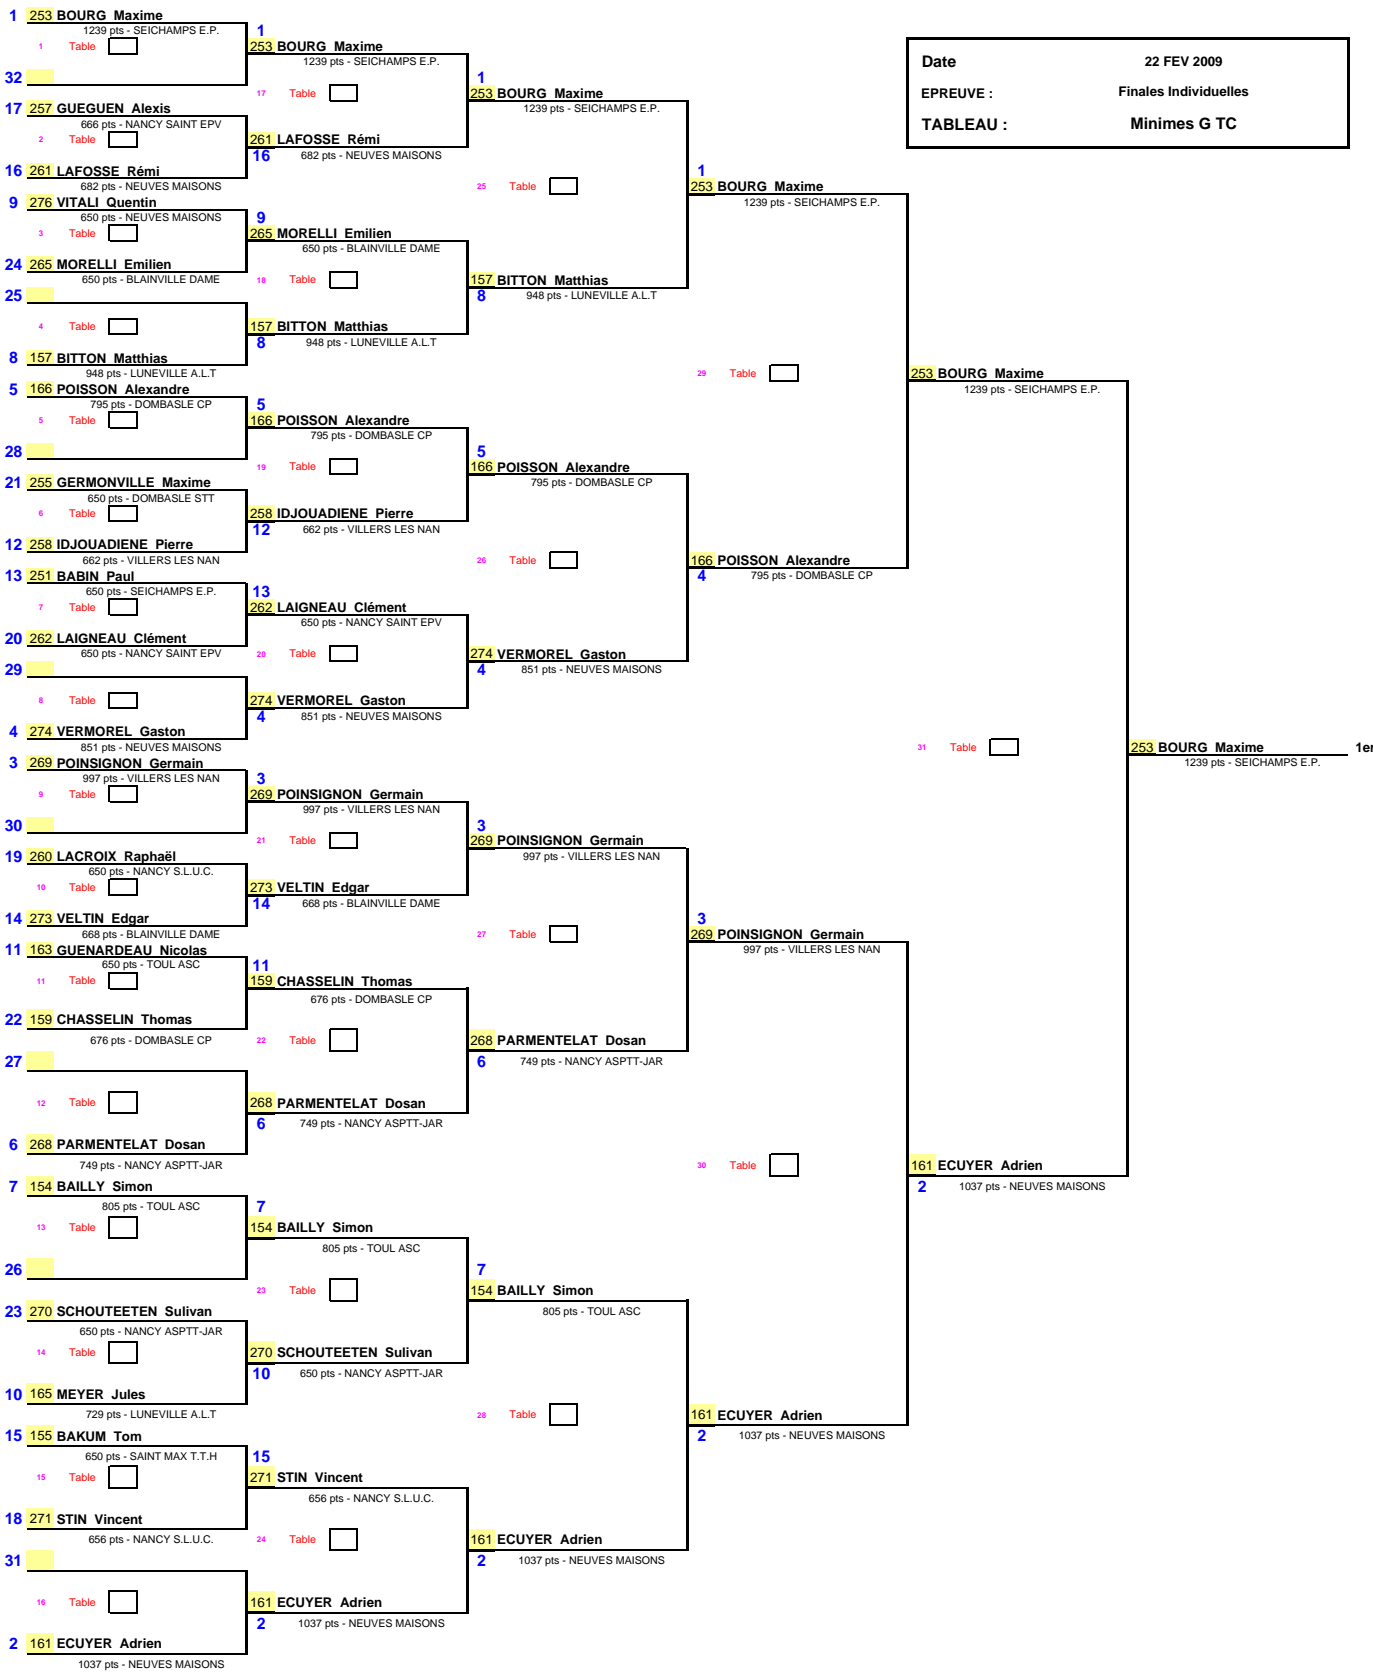 Date 22 FEV 2009
EPREUVE : Finales Individuelles
TABLEAU : Minimes G TC
1 253 BOURG Maxime
1239 pts - SEICHAMPS E.P.
1 Table
32
17 257 GUEGUEN Alexis
666 pts - NANCY SAINT EPV
2 Table
16 261 LAFOSSE Rémi
682 pts - NEUVES MAISONS
9 276 VITALI Quentin
650 pts - NEUVES MAISONS
3 Table
24 265 MORELLI Emilien
650 pts - BLAINVILLE DAME
25
4 Table
8 157 BITTON Matthias
948 pts - LUNEVILLE A.L.T
5 166 POISSON Alexandre
795 pts - DOMBASLE CP
5 Table
28
21 255 GERMONVILLE Maxime
650 pts - DOMBASLE STT
6 Table
12 258 IDJOUADIENE Pierre
662 pts - VILLERS LES NAN
13 251 BABIN Paul
650 pts - SEICHAMPS E.P.
7 Table
20 262 LAIGNEAU Clément
650 pts - NANCY SAINT EPV
29
8 Table
4 274 VERMOREL Gaston
851 pts - NEUVES MAISONS
3 269 POINSIGNON Germain
997 pts - VILLERS LES NAN
9 Table
30
19 260 LACROIX Raphaël
650 pts - NANCY S.L.U.C.
10 Table
14 273 VELTIN Edgar
668 pts - BLAINVILLE DAME
11 163 GUENARDEAU Nicolas
650 pts - TOUL ASC
11 Table
22 159 CHASSELIN Thomas
676 pts - DOMBASLE CP
27
12 Table
6 268 PARMENTELAT Dosan
749 pts - NANCY ASPTT-JAR
7 154 BAILLY Simon
805 pts - TOUL ASC
13 Table
26
23 270 SCHOUTEETEN Sulivan
650 pts - NANCY ASPTT-JAR
14 Table
10 165 MEYER Jules
729 pts - LUNEVILLE A.L.T
15 155 BAKUM Tom
650 pts - SAINT MAX T.T.H
15 Table
18 271 STIN Vincent
656 pts - NANCY S.L.U.C.
31
16 Table
2 161 ECUYER Adrien
1037 pts - NEUVES MAISONS
1
253 BOURG Maxime
1239 pts - SEICHAMPS E.P.
17 Table
261 LAFOSSE Rémi
16 682 pts - NEUVES MAISONS
9
265 MORELLI Emilien
650 pts - BLAINVILLE DAME
18 Table
157 BITTON Matthias
8 948 pts - LUNEVILLE A.L.T
5
166 POISSON Alexandre
795 pts - DOMBASLE CP
19 Table
258 IDJOUADIENE Pierre
12 662 pts - VILLERS LES NAN
13
262 LAIGNEAU Clément
650 pts - NANCY SAINT EPV
20 Table
274 VERMOREL Gaston
4 851 pts - NEUVES MAISONS
3
269 POINSIGNON Germain
997 pts - VILLERS LES NAN
21 Table
273 VELTIN Edgar
14 668 pts - BLAINVILLE DAME
11
159 CHASSELIN Thomas
676 pts - DOMBASLE CP
22 Table
268 PARMENTELAT Dosan
6 749 pts - NANCY ASPTT-JAR
7
154 BAILLY Simon
805 pts - TOUL ASC
23 Table
270 SCHOUTEETEN Sulivan
10 650 pts - NANCY ASPTT-JAR
15
271 STIN Vincent
656 pts - NANCY S.L.U.C.
24 Table
161 ECUYER Adrien
2 1037 pts - NEUVES MAISONS
1
253 BOURG Maxime
1239 pts - SEICHAMPS E.P.
25 Table
157 BITTON Matthias
8 948 pts - LUNEVILLE A.L.T
5
166 POISSON Alexandre
795 pts - DOMBASLE CP
26 Table
274 VERMOREL Gaston
4 851 pts - NEUVES MAISONS
3
269 POINSIGNON Germain
997 pts - VILLERS LES NAN
27 Table
268 PARMENTELAT Dosan
6 749 pts - NANCY ASPTT-JAR
7
154 BAILLY Simon
805 pts - TOUL ASC
28 Table
161 ECUYER Adrien
2 1037 pts - NEUVES MAISONS
1
253 BOURG Maxime
1239 pts - SEICHAMPS E.P.
29 Table
166 POISSON Alexandre
4 795 pts - DOMBASLE CP
3
269 POINSIGNON Germain
997 pts - VILLERS LES NAN
30 Table
161 ECUYER Adrien
2 1037 pts - NEUVES MAISONS
253 BOURG Maxime
1239 pts - SEICHAMPS E.P.
31 Table
161 ECUYER Adrien
2 1037 pts - NEUVES MAISONS
253 BOURG Maxime 1er
1239 pts - SEICHAMPS E.P.